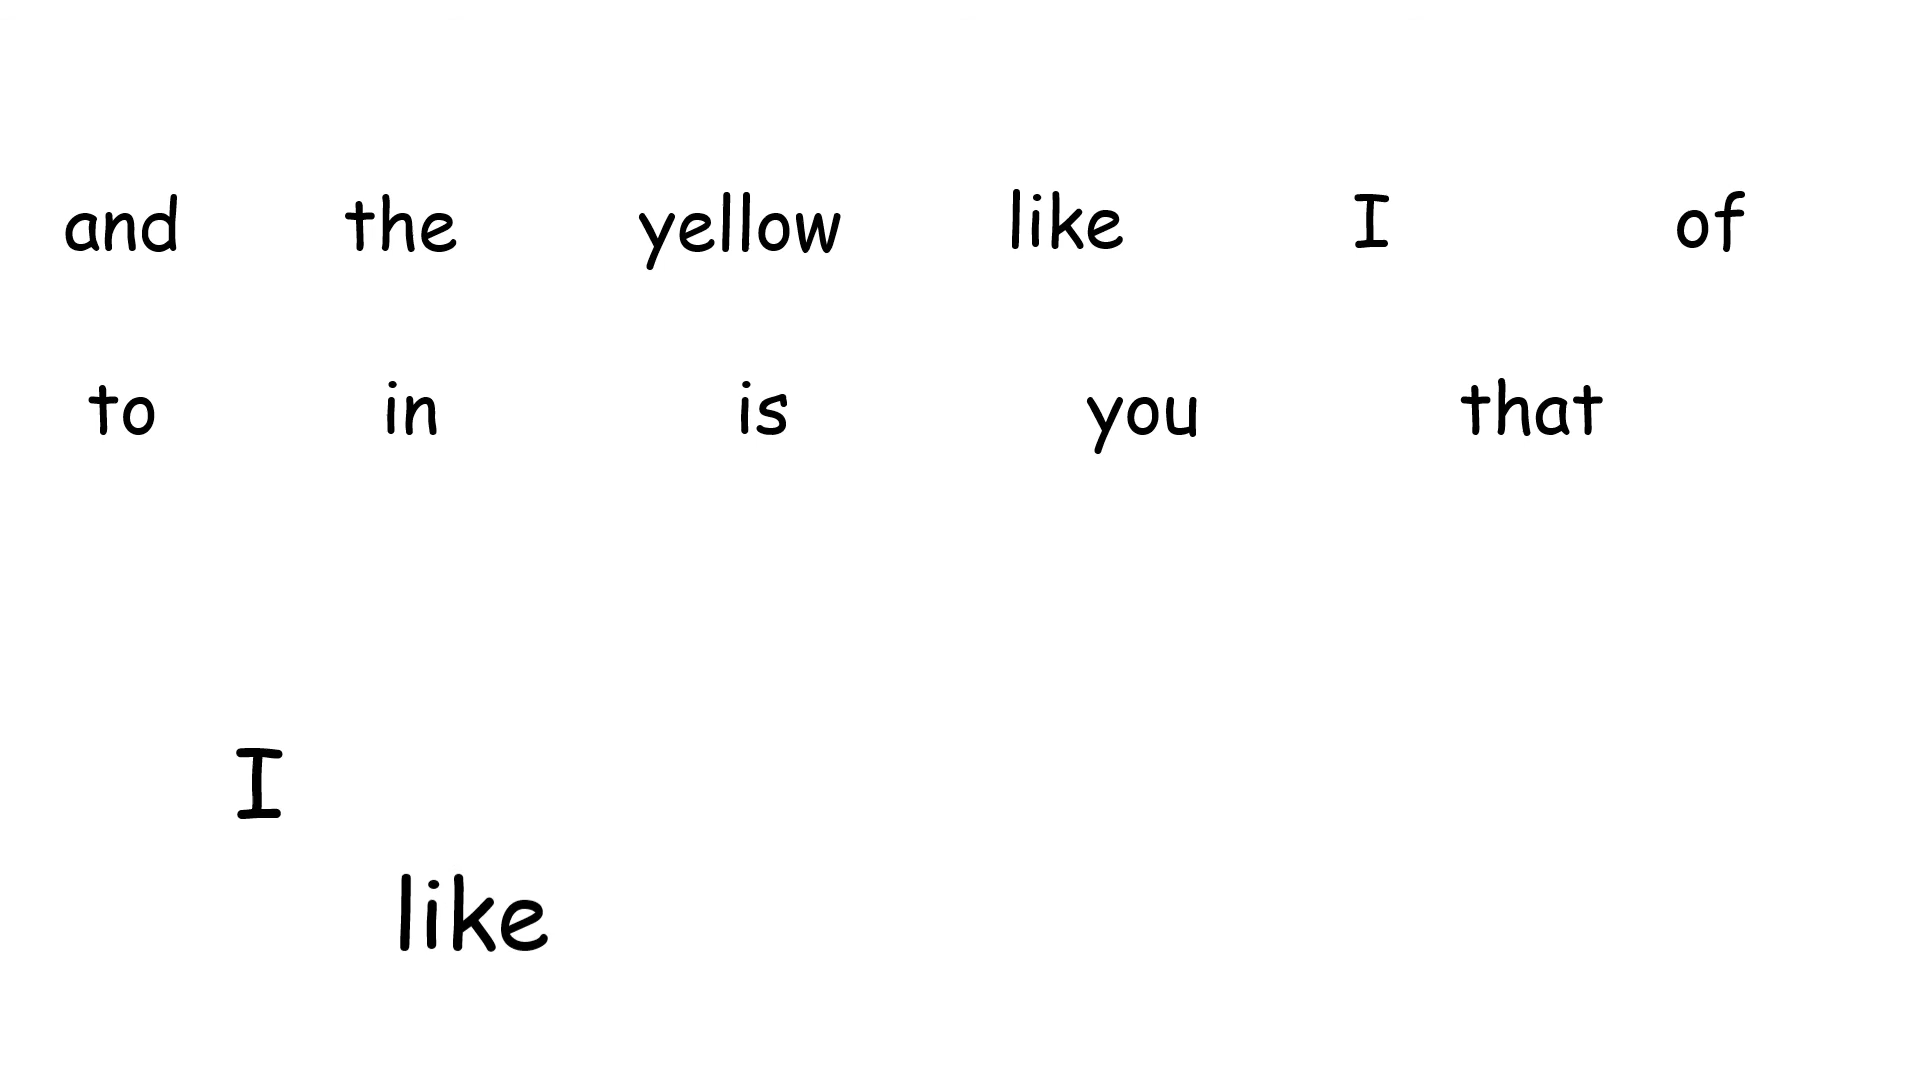 and the yellow like I of
to in is you that
I
like